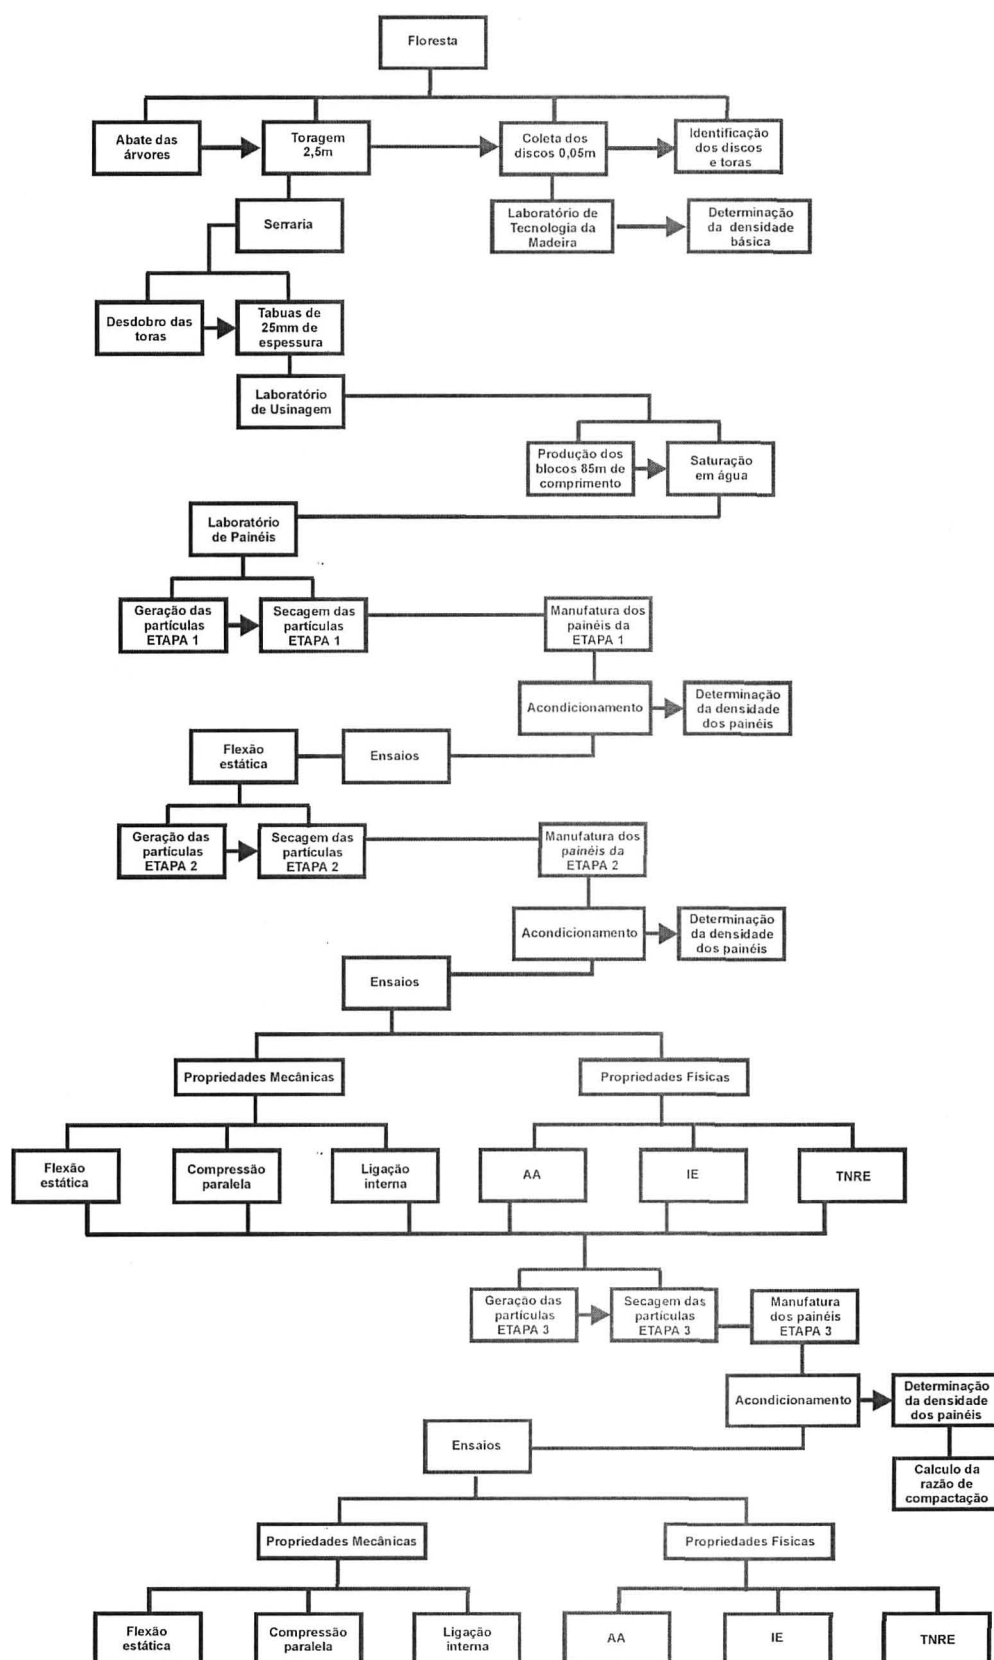 Floresta
Abate das
árvores
Toragem
2,5m
Coleta dos
discos 0,05m
Identificação
dos discos
e toras
Serraria
Laboratório de
Tecnologia da
Madeira
Determinação
da densidade
básica
Desdobro das
toras
Tabuas de
25mm de
espessura
Laboratório
de Usinagem
Produção dos
blocos 85m de
comprimento
Saturação
em água
Laboratório
de Painéis
Geração das
partículas
ETAPA 1
Secagem das
partículas
ETAPA 1
Manufatura dos
painéis da
ETAPA 1
Acondicionamento
Determinação
da densidade
dos painéis
Flexão
estática
Ensaios
Geração das
partículas
ETAPA 2
Secagem das
partículas
ETAPA 2
Manufatura dos
painéis da
ETAPA 2
Acondicionamento
Determinação
da densidade
dos painéis
Ensaios
Propriedades Mecânicas
Propriedades Físicas
Flexão
estática
Compressão
paralela
Ligação
interna
AA
IE
TNRE
Geração das
partículas
ETAPA 3
Secagem das
partículas
ETAPA 3
Manufatura
dos painéis
ETAPA 3
Acondicionamento
Determinação
da densidade
dos painéis
Ensaios
Calculo da
razão de
compactação
Propriedades Mecânicas
Propriedades Físicas
Flexão
estática
Compressão
paralela
Ligação
interna
AA
IE
TNRE